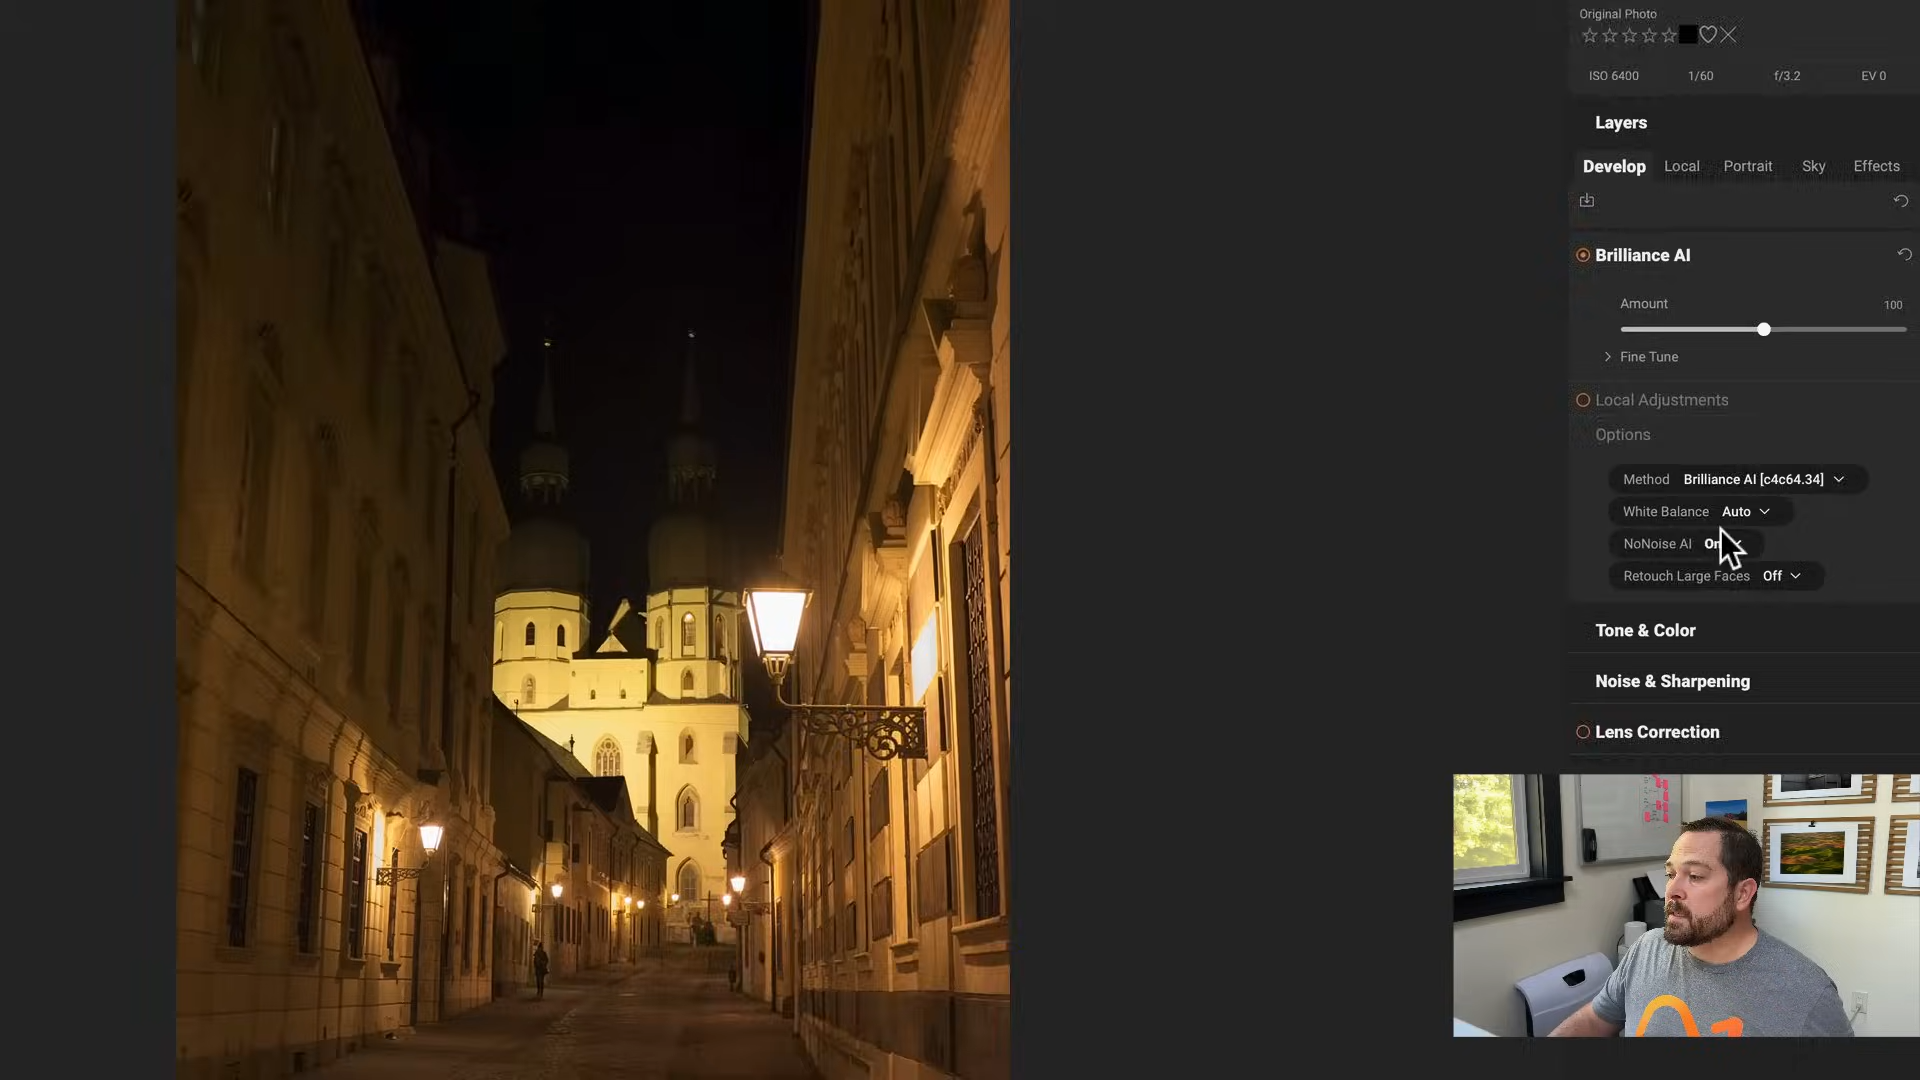 Original Photo
ISO 6400 1/60 f/3.2 EV 0
Layers
Develop Local Portrait Sky Effects
Brilliance AI
Amount 100
Fine Tune
Local Adjustments
Options
Method Brilliance AI [c4c64.34]
White Balance Auto
NoNoise AI On
Retouch Large Faces Off
Tone & Color
Noise & Sharpening
Lens Correction